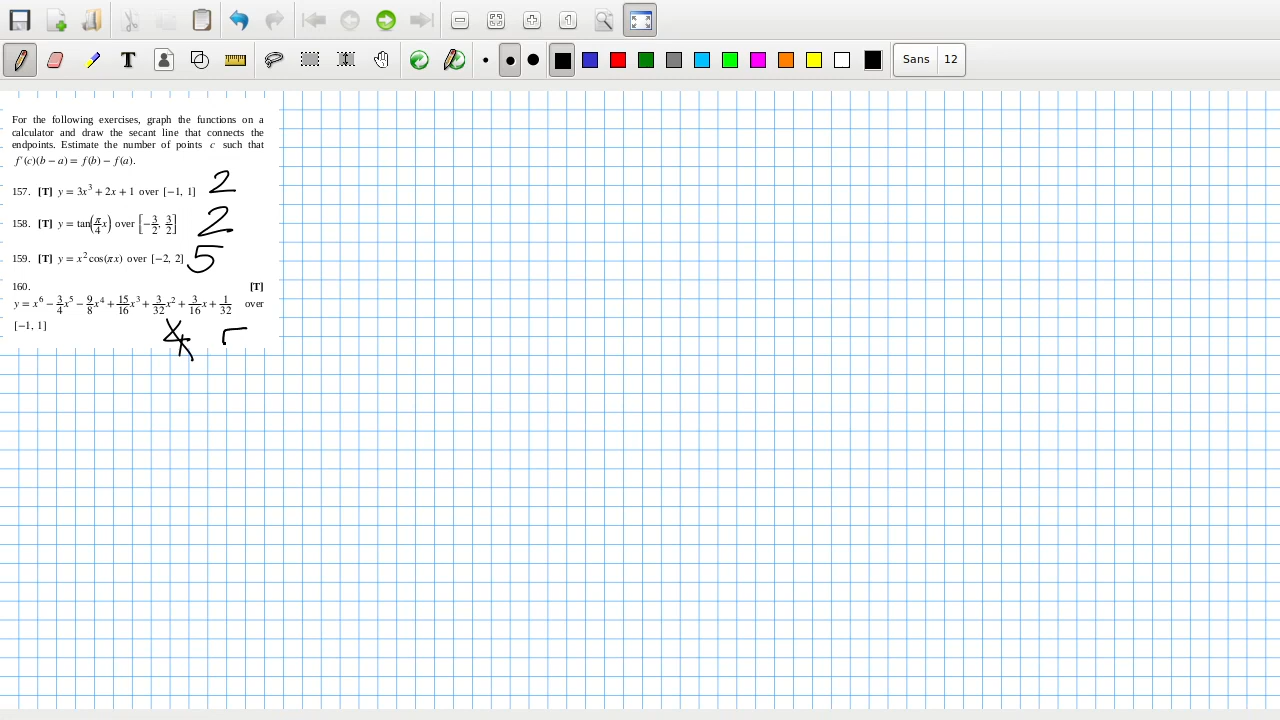 Sans 12
For the following exercises, graph the functions on a
calculator and draw the secant line that connects the
endpoints. Estimate the number of points c such that
f′(c)(b − a) = f(b) − f(a).
157. [T] y = 3x³ + 2x + 1 over [−1, 1] 2
158. [T] y = tan(π/4 x) over [−3/2, 3/2] 2
159. [T] y = x² cos(πx) over [−2, 2] 5
160. [T]
y = x⁶ − 3/4 x⁵ − 9/8 x⁴ + 15/16 x³ + 3/32 x² + 3/16 x + 1/32 over
[−1, 1]